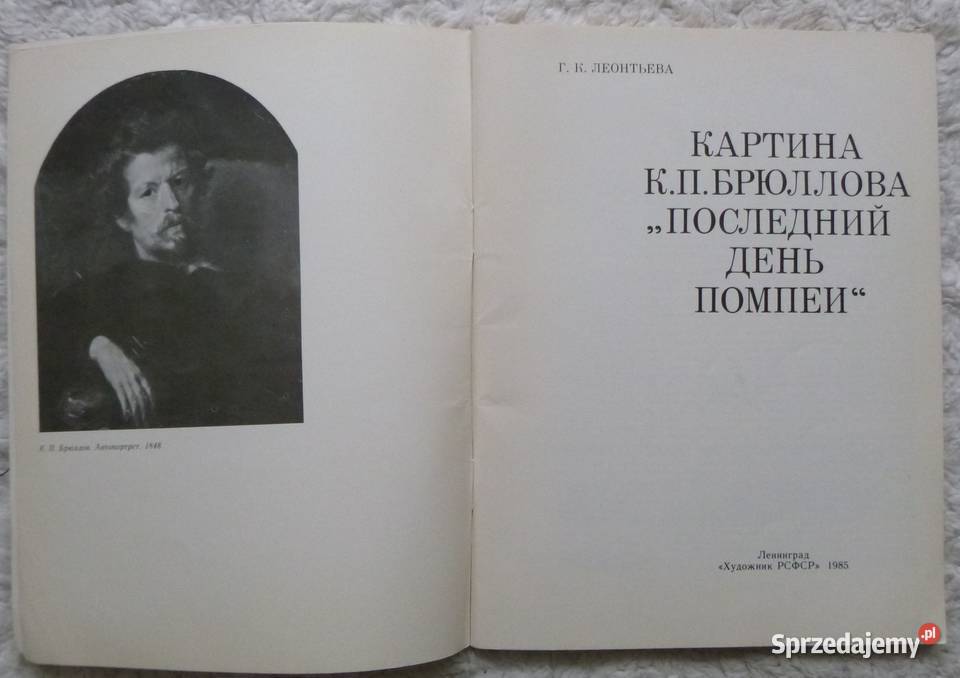 К. П. Брюллов. Автопортрет. 1848
Г. К. ЛЕОНТЬЕВА
КАРТИНА
К.П.БРЮЛЛОВА
„ПОСЛЕДНИЙ
ДЕНЬ
ПОМПЕИ“
Ленинград
«Художник РСФСР» 1985
Sprzedajemy.pl